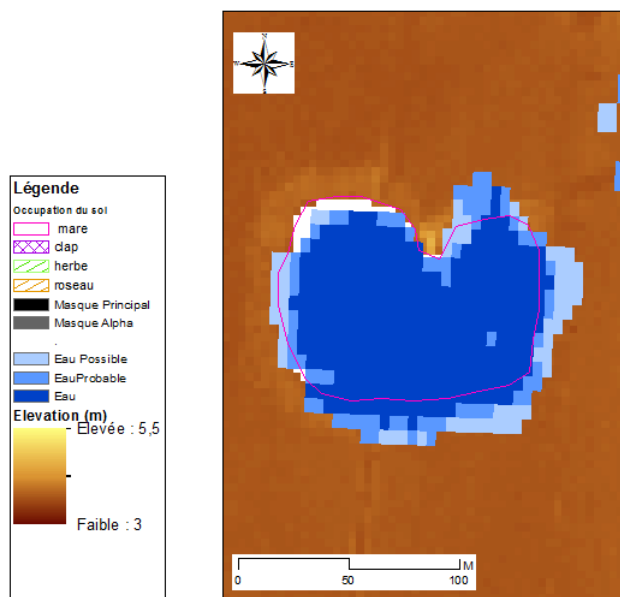 Légende
Occupation du sol
mare
clap
herbe
roseau
Masque Principal
Masque Alpha
.
Eau Possible
EauProbable
Eau
Elevation (m)
Elevée : 5,5
Faible : 3
N
W E
S
M
0 50 100